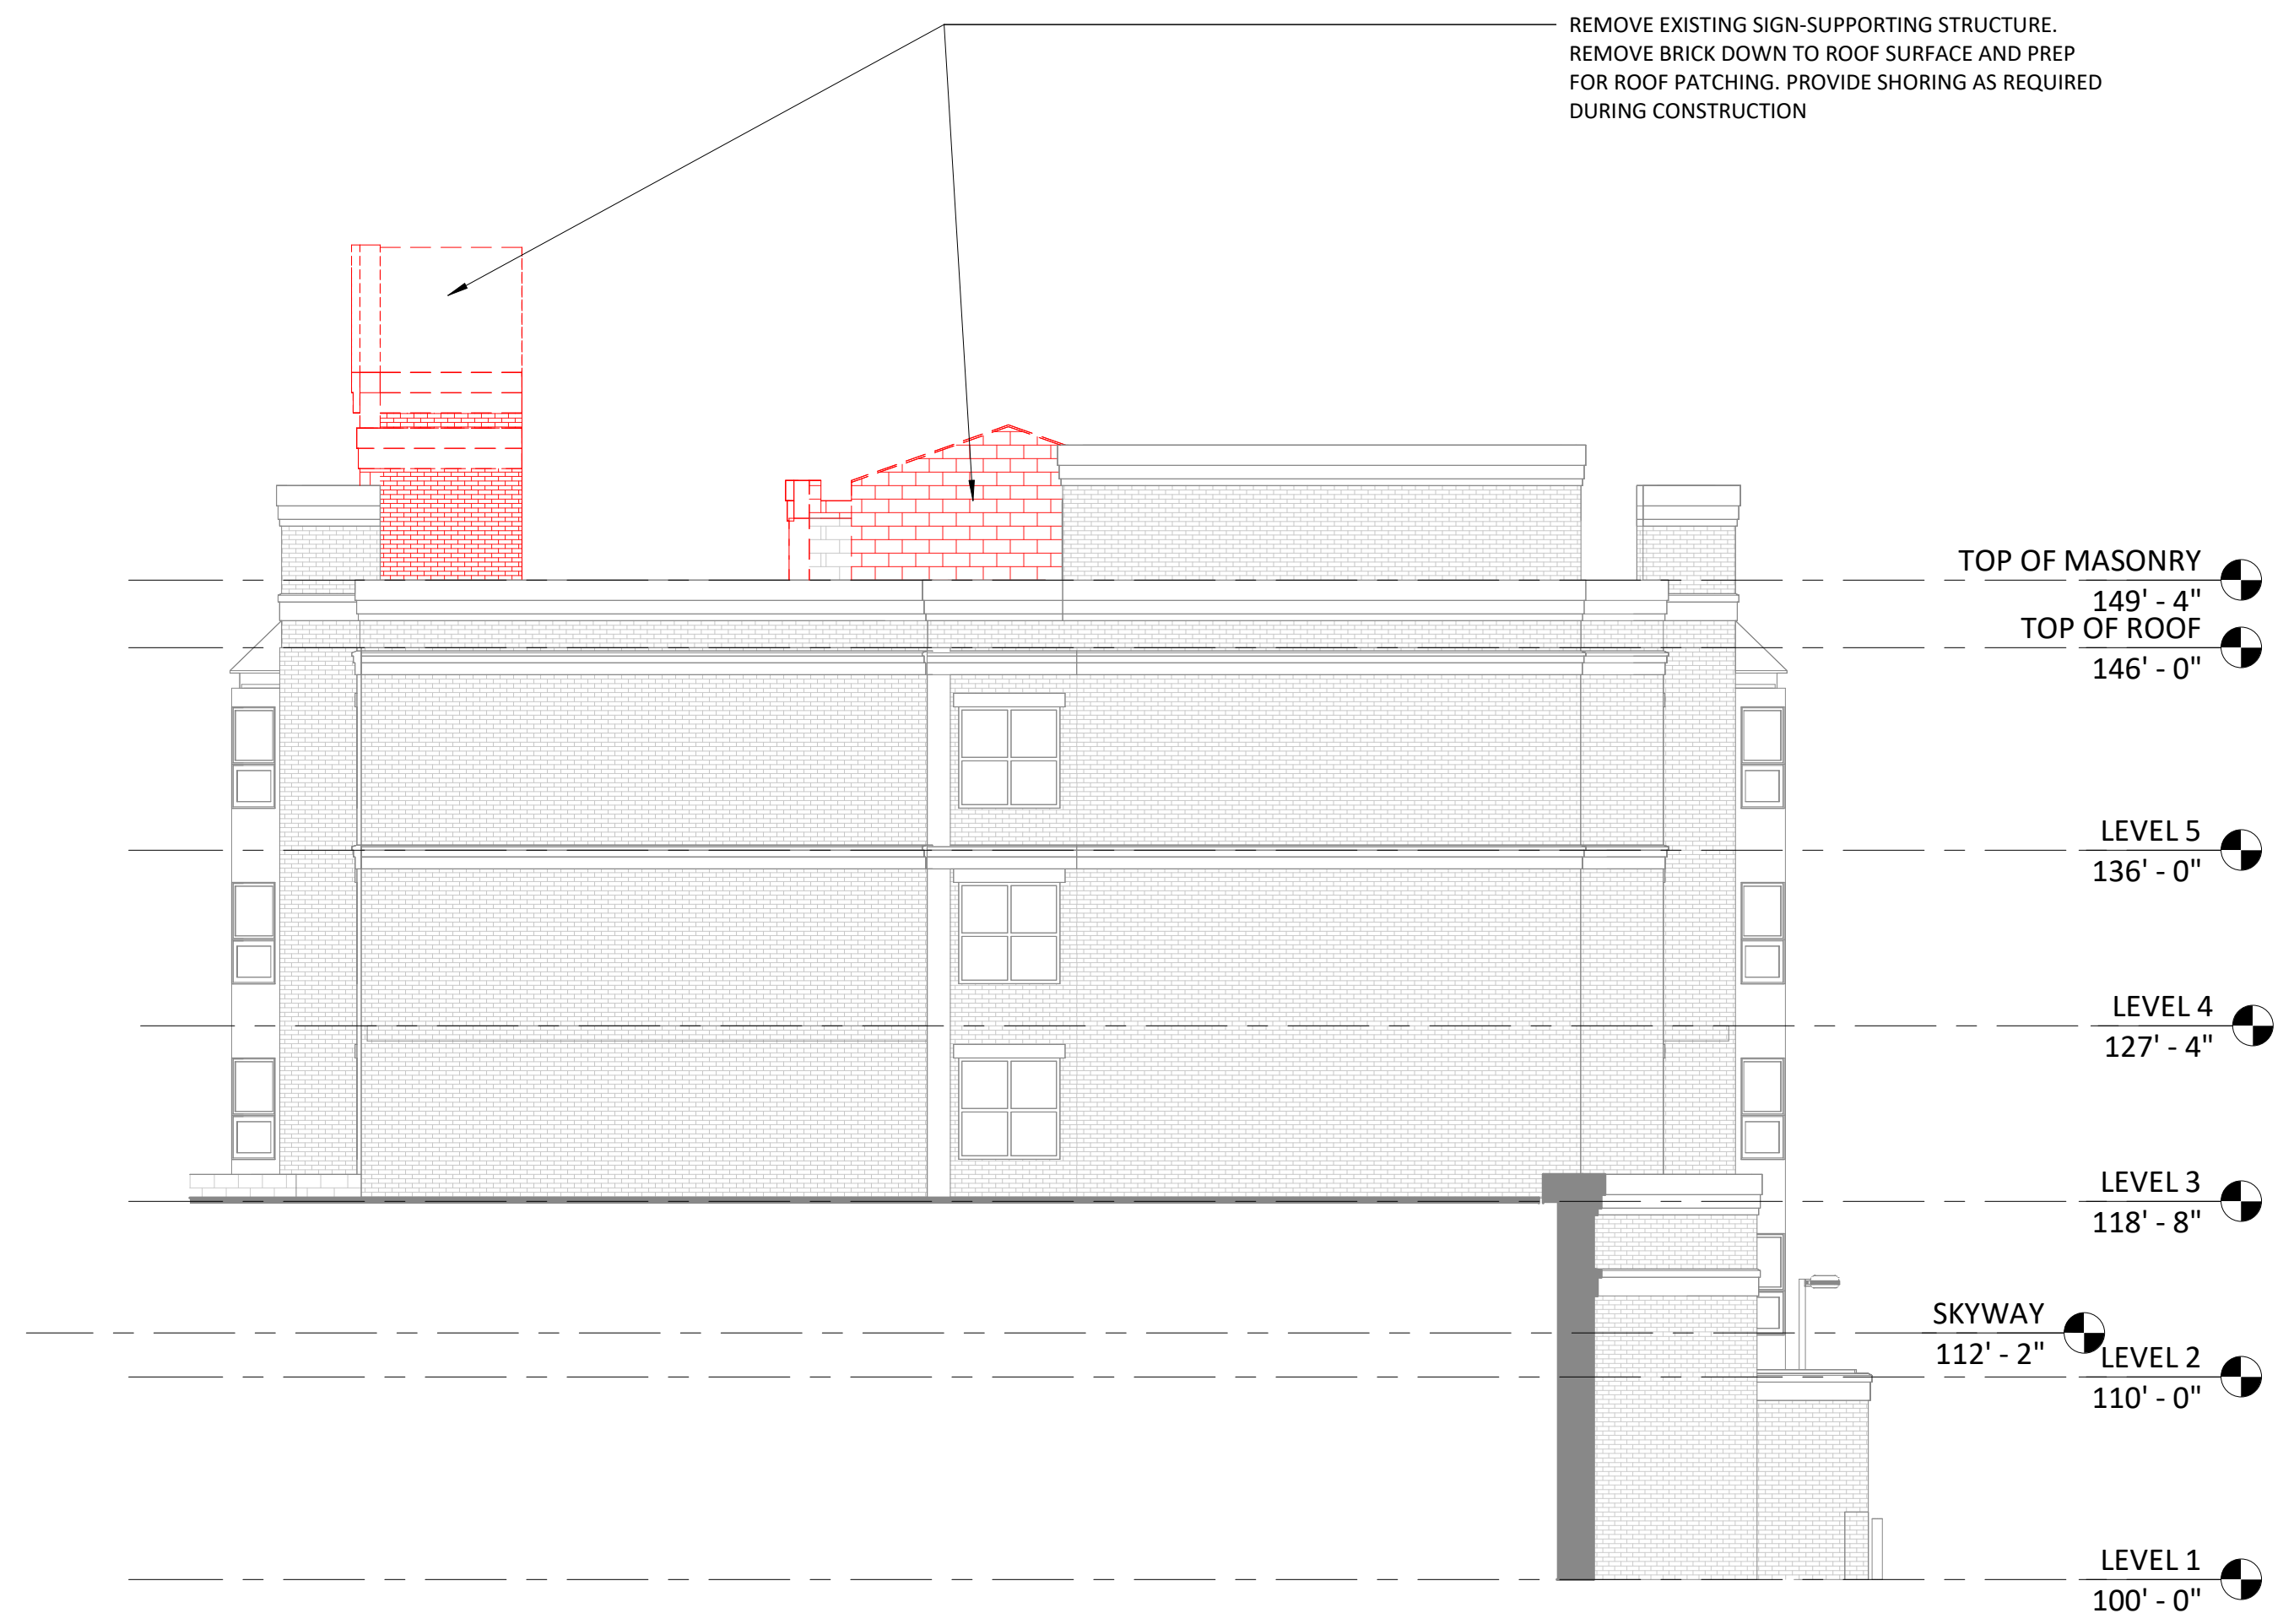 REMOVE EXISTING SIGN-SUPPORTING STRUCTURE.
REMOVE BRICK DOWN TO ROOF SURFACE AND PREP
FOR ROOF PATCHING. PROVIDE SHORING AS REQUIRED
DURING CONSTRUCTION
TOP OF MASONRY
149' - 4"
TOP OF ROOF
146' - 0"
LEVEL 5
136' - 0"
LEVEL 4
127' - 4"
LEVEL 3
118' - 8"
SKYWAY
112' - 2"
LEVEL 2
110' - 0"
LEVEL 1
100' - 0"